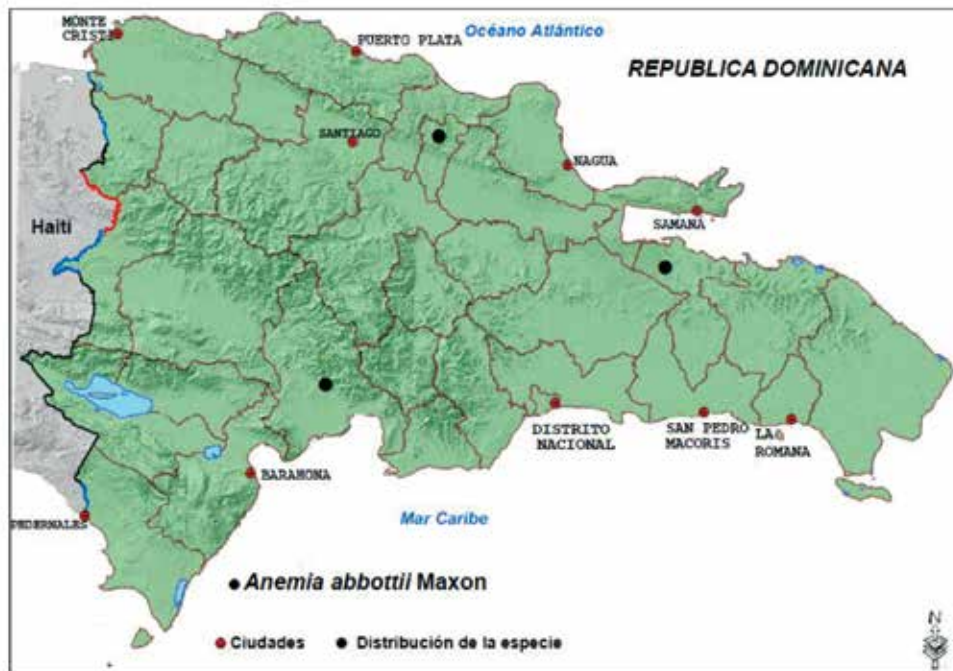 MONTE
CRISTI
Océano Atlántico
PUERTO PLATA
REPUBLICA DOMINICANA
SANTIAGO
NAGUA
Haití
SAMANA
DISTRITO
NACIONAL
SAN PEDRO
MACORIS
LA
ROMANA
BARAHONA
PEDERNALES
Mar Caribe
Anemia abbottii Maxon
Ciudades
Distribución de la especie
N